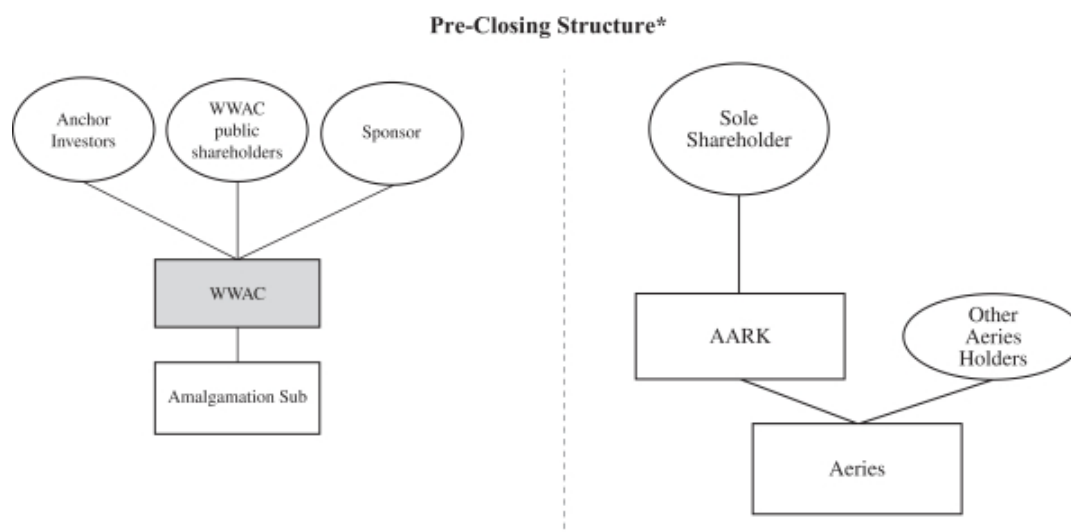 Pre-Closing Structure*
Anchor
Investors
WWAC
public
shareholders
Sponsor
WWAC
Amalgamation Sub
Sole
Shareholder
AARK
Other
Aeries
Holders
Aeries